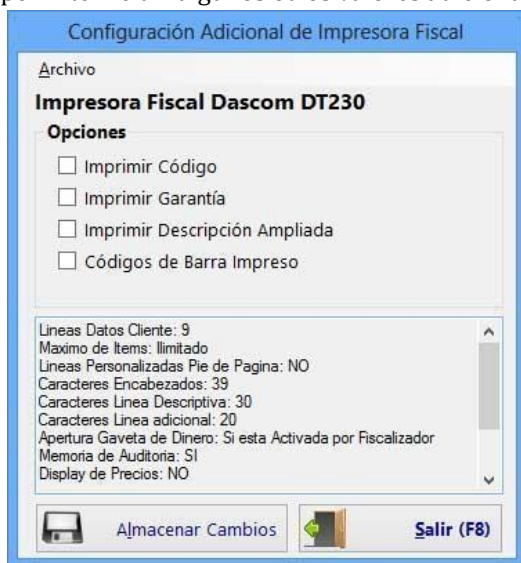 Configuración Adicional de Impresora Fiscal
Archivo
Impresora Fiscal Dascom DT230
Opciones
Imprimir Código
Imprimir Garantía
Imprimir Descripción Ampliada
Códigos de Barra Impreso
Lineas Datos Cliente: 9
Maximo de Items: Ilimitado
Lineas Personalizadas Pie de Pagina: NO
Caracteres Encabezados: 39
Caracteres Linea Descriptiva: 30
Caracteres Linea adicional: 20
Apertura Gaveta de Dinero: Si esta Activada por Fiscalizador
Memoria de Auditoria: SI
Display de Precios: NO
Almacenar Cambios
Salir (F8)